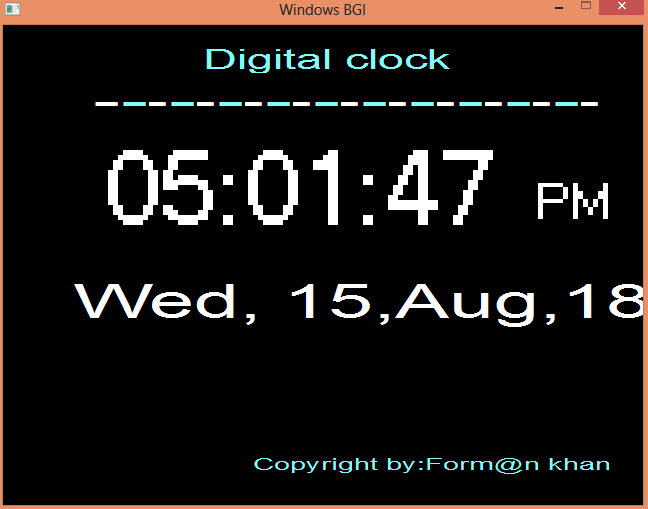 Windows BGI
Digital clock
---------------------
05:01:47 PM
Wed, 15,Aug,18
Copyright by:Form@n khan